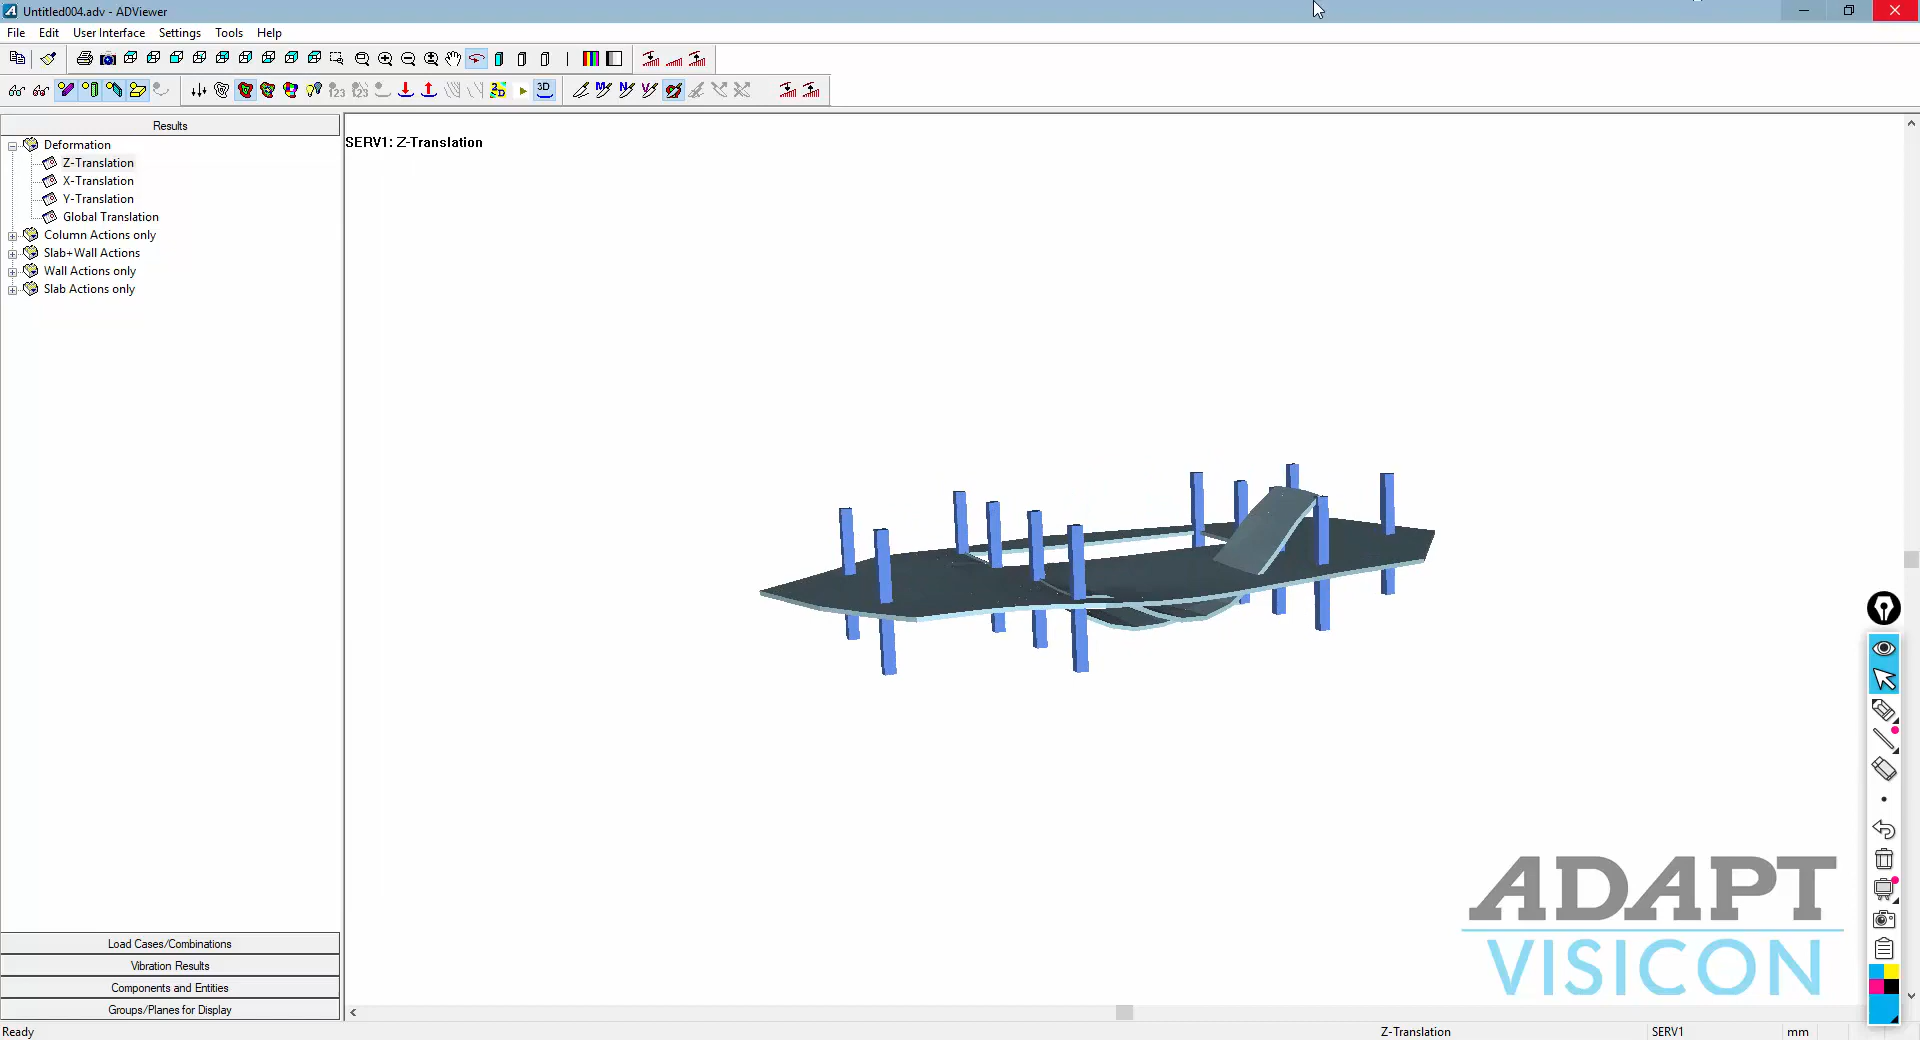 Untitled004.adv - ADViewer
File Edit User Interface Settings Tools Help
Results
Deformation
Z-Translation
X-Translation
Y-Translation
Global Translation
Column Actions only
Slab+Wall Actions
Wall Actions only
Slab Actions only
Load Cases/Combinations
Vibration Results
Components and Entities
Groups/Planes for Display
SERV1: Z-Translation
ADAPT
VISICON
Ready Z-Translation SERV1 mm